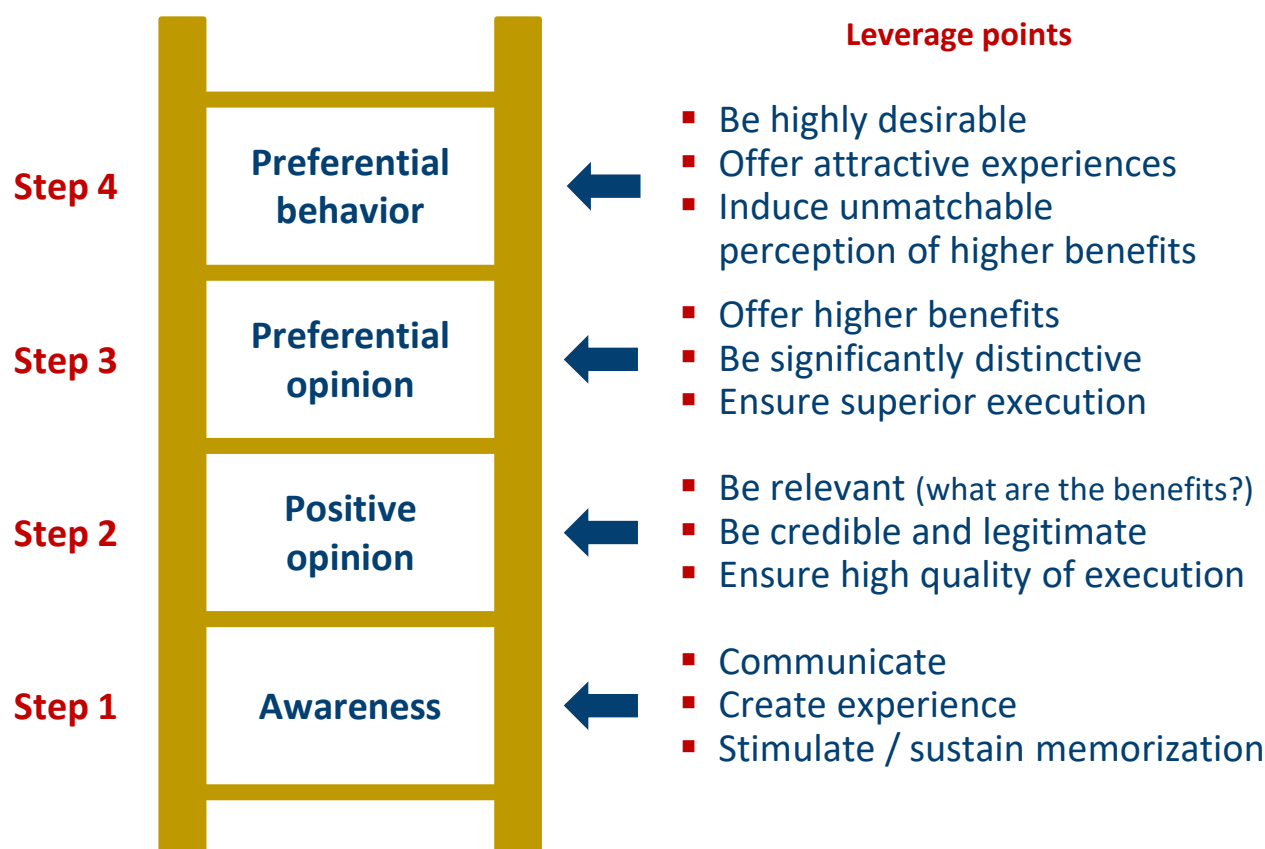 Leverage points
Step 4
Preferential
behavior
▪ Be highly desirable
▪ Offer attractive experiences
▪ Induce unmatchable
perception of higher benefits
Step 3
Preferential
opinion
▪ Offer higher benefits
▪ Be significantly distinctive
▪ Ensure superior execution
Step 2
Positive
opinion
▪ Be relevant (what are the benefits?)
▪ Be credible and legitimate
▪ Ensure high quality of execution
Step 1
Awareness
▪ Communicate
▪ Create experience
▪ Stimulate / sustain memorization